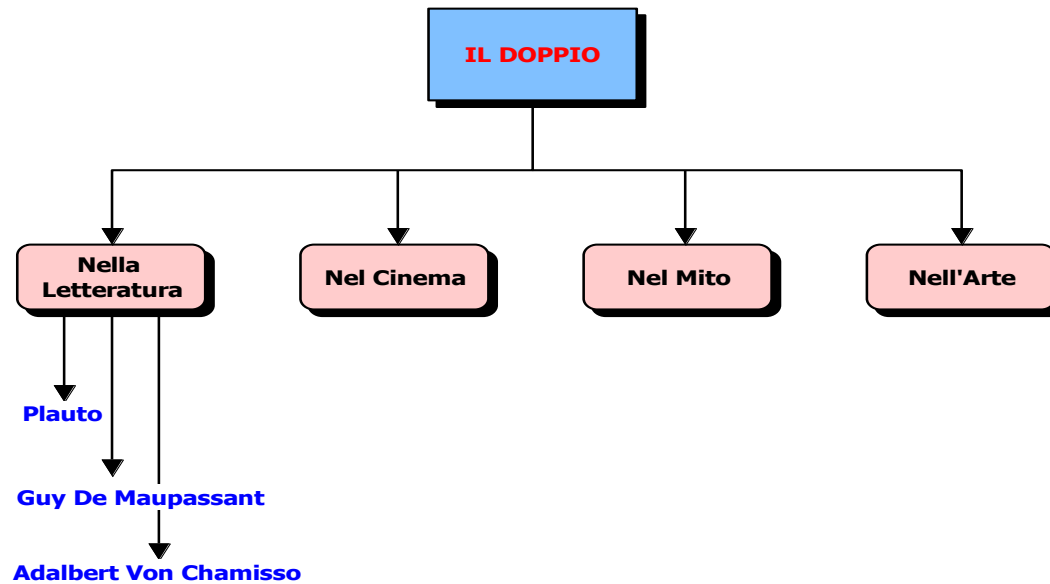 IL DOPPIO
Nella
Letteratura
Nel Cinema
Nel Mito
Nell'Arte
Plauto
Guy De Maupassant
Adalbert Von Chamisso